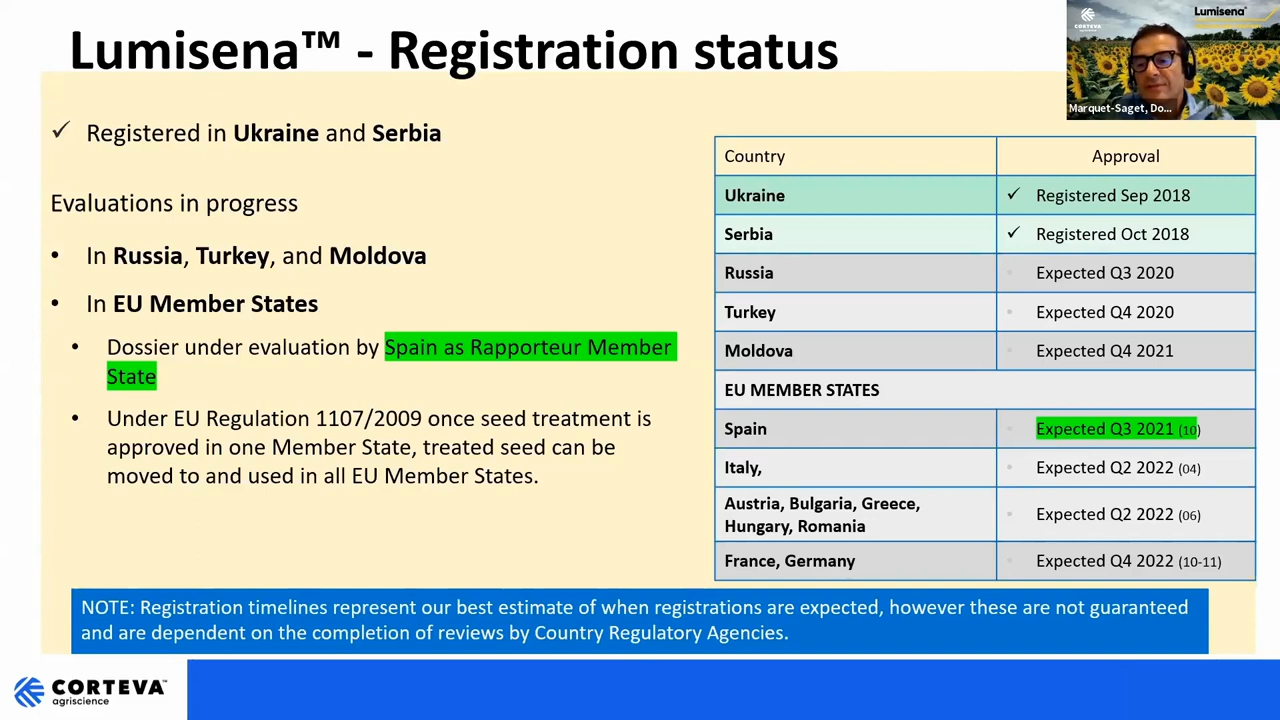 Lumisena™ - Registration status
✓ Registered in Ukraine and Serbia
Evaluations in progress
• In Russia, Turkey, and Moldova
• In EU Member States
• Dossier under evaluation by Spain as Rapporteur Member
State
• Under EU Regulation 1107/2009 once seed treatment is
approved in one Member State, treated seed can be
moved to and used in all EU Member States.
CORTEVA
agriscience
Lumisena™
Marquet-Saget, Do...
Country Approval
Ukraine ✓ Registered Sep 2018
Serbia ✓ Registered Oct 2018
Russia • Expected Q3 2020
Turkey • Expected Q4 2020
Moldova • Expected Q4 2021
EU MEMBER STATES
Spain • Expected Q3 2021 (10)
Italy, • Expected Q2 2022 (04)
Austria, Bulgaria, Greece,
Hungary, Romania • Expected Q2 2022 (06)
France, Germany • Expected Q4 2022 (10-11)
NOTE: Registration timelines represent our best estimate of when registrations are expected, however these are not guaranteed
and are dependent on the completion of reviews by Country Regulatory Agencies.
CORTEVA™
agriscience